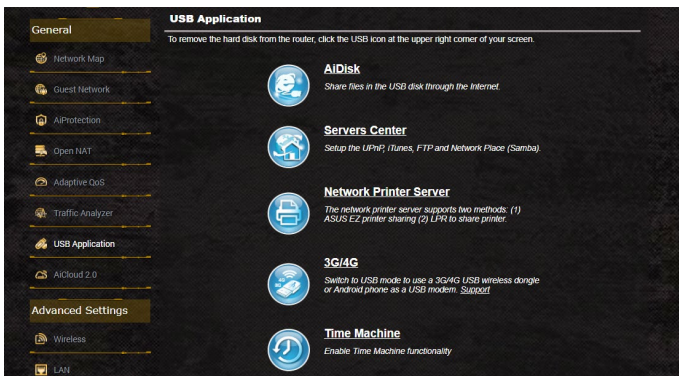 General
Network Map
Guest Network
AiProtection
Open NAT
Adaptive QoS
Traffic Analyzer
USB Application
AiCloud 2.0
Advanced Settings
Wireless
LAN
USB Application
To remove the hard disk from the router, click the USB icon at the upper right corner of your screen.
AiDisk
Share files in the USB disk through the Internet.
Servers Center
Setup the UPnP, iTunes, FTP and Network Place (Samba).
Network Printer Server
The network printer server supports two methods: (1)
ASUS EZ printer sharing (2) LPR to share printer.
3G/4G
Switch to USB mode to use a 3G/4G USB wireless dongle
or Android phone as a USB modem. Support
Time Machine
Enable Time Machine functionality